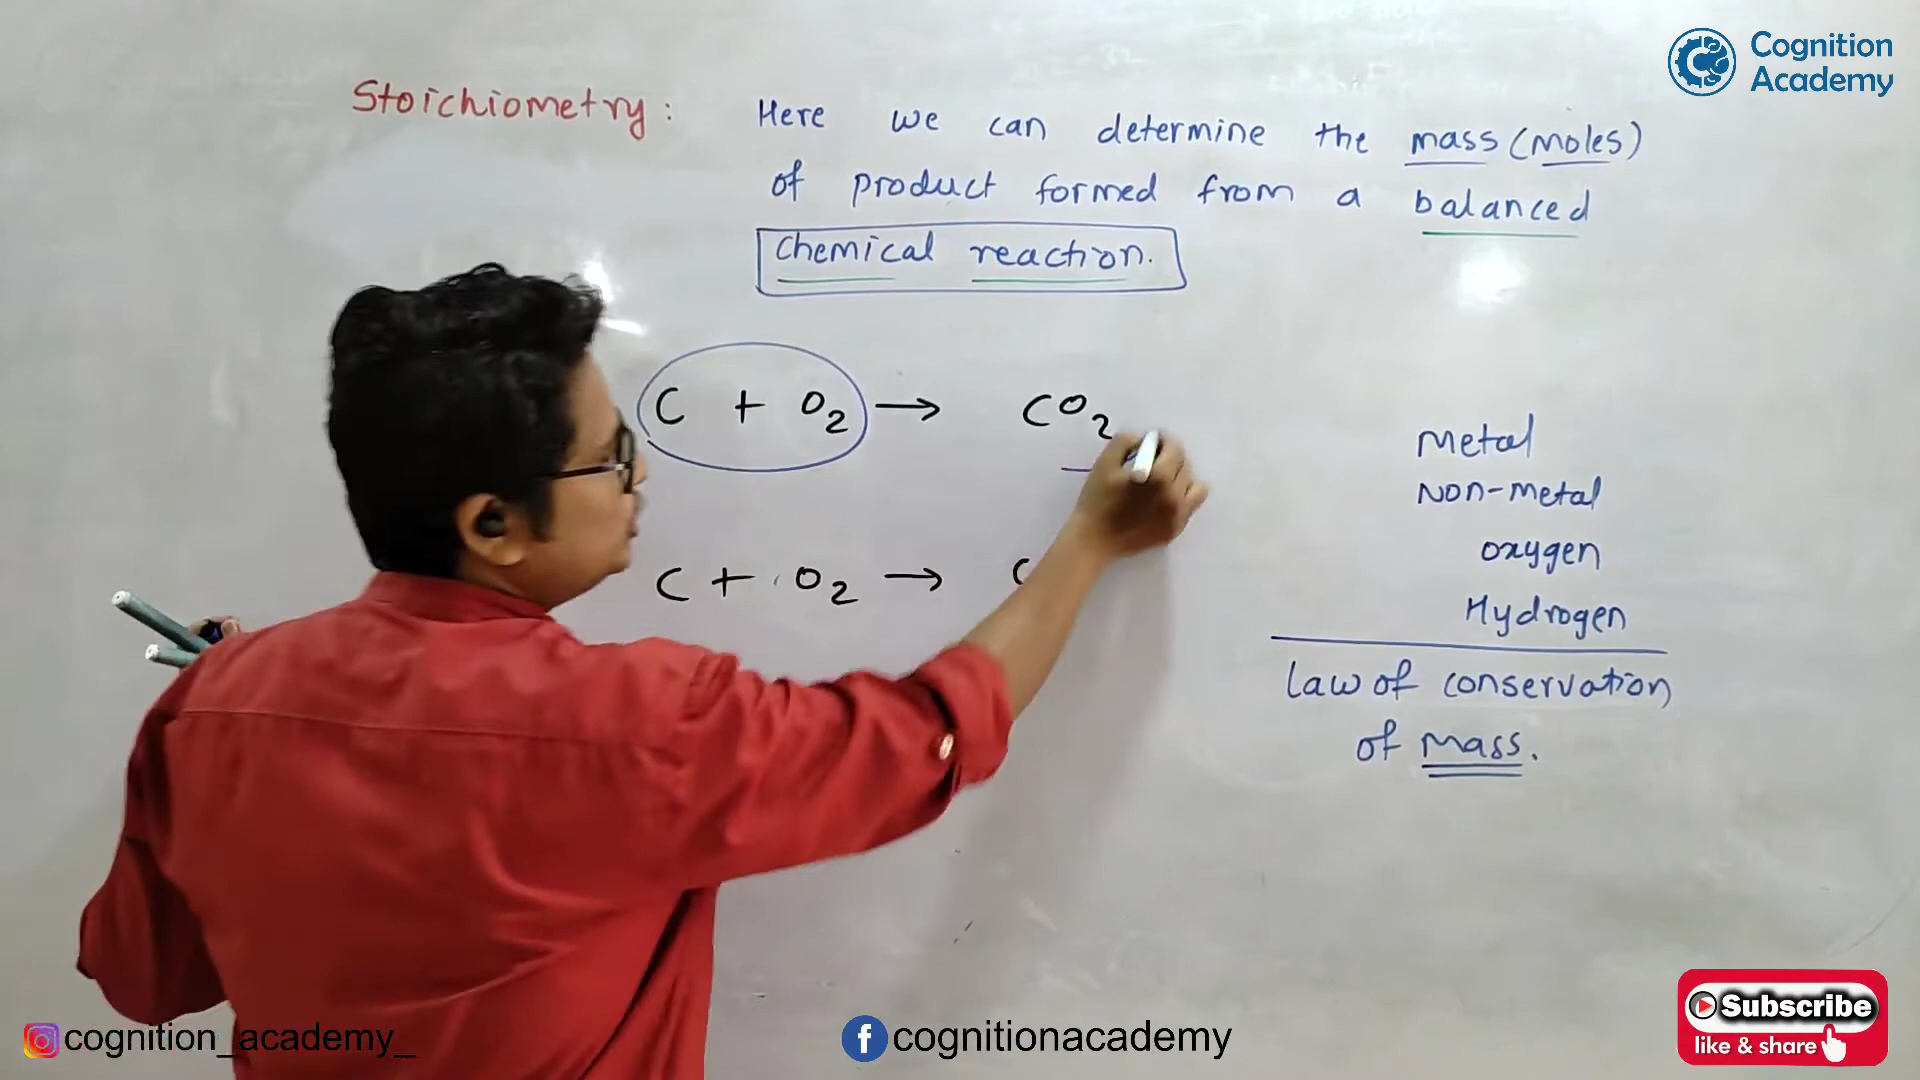 Cognition
Academy
Stoichiometry: Here we can determine the mass (moles)
of product formed from a balanced
chemical reaction.
C + O2 → CO2
C + O2 → C
Metal
Non-metal
oxygen
Hydrogen
law of conservation
of mass.
cognition_academy_
cognitionacademy
Subscribe
like & share